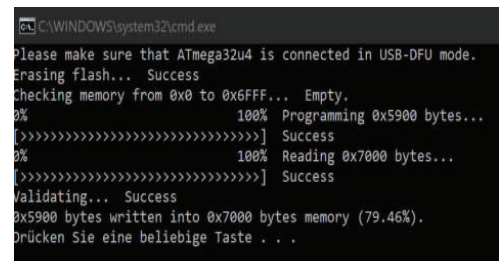 C:\WINDOWS\system32\cmd.exe
Please make sure that ATmega32u4 is connected in USB-DFU mode.
Erasing flash... Success
Checking memory from 0x0 to 0x6FFF... Empty.
0% 100% Programming 0x5900 bytes...
[>>>>>>>>>>>>>>>>>>>>>>>>>>>>>>>>] Success
0% 100% Reading 0x7000 bytes...
[>>>>>>>>>>>>>>>>>>>>>>>>>>>>>>>>] Success
Validating... Success
0x5900 bytes written into 0x7000 bytes memory (79.46%).
Drücken Sie eine beliebige Taste . . .